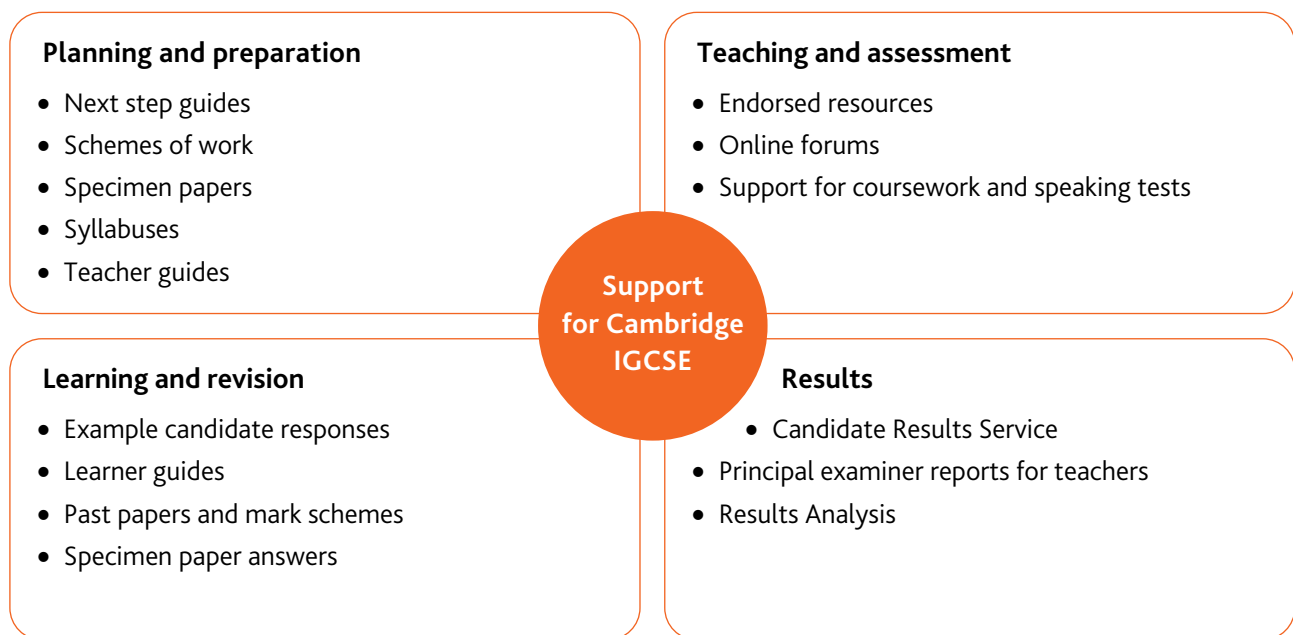 Planning and preparation
• Next step guides
• Schemes of work
• Specimen papers
• Syllabuses
• Teacher guides
Teaching and assessment
• Endorsed resources
• Online forums
• Support for coursework and speaking tests
Support
for Cambridge
IGCSE
Learning and revision
• Example candidate responses
• Learner guides
• Past papers and mark schemes
• Specimen paper answers
Results
• Candidate Results Service
• Principal examiner reports for teachers
• Results Analysis